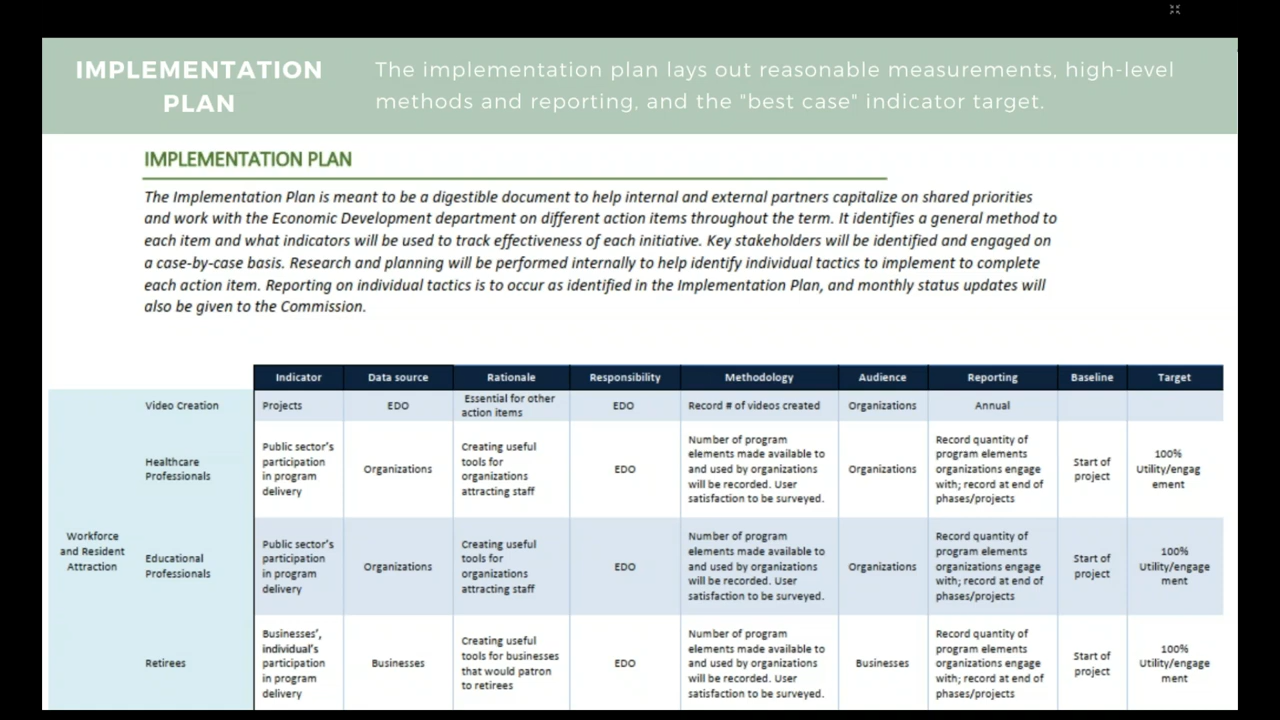 IMPLEMENTATION
PLAN
The implementation plan lays out reasonable measurements, high-level
methods and reporting, and the "best case" indicator target.
IMPLEMENTATION PLAN
The Implementation Plan is meant to be a digestible document to help internal and external partners capitalize on shared priorities
and work with the Economic Development department on different action items throughout the term. It identifies a general method to
each item and what indicators will be used to track effectiveness of each initiative. Key stakeholders will be identified and engaged on
a case-by-case basis. Research and planning will be performed internally to help identify individual tactics to implement to complete
each action item. Reporting on individual tactics is to occur as identified in the Implementation Plan, and monthly status updates will
also be given to the Commission.
Indicator
Data source
Rationale
Responsibility
Methodology
Audience
Reporting
Baseline
Target
Workforce
and Resident
Attraction
Video Creation
Projects
EDO
Essential for other
action items
EDO
Record # of videos created
Organizations
Annual
Healthcare
Professionals
Public sector's
participation
in program
delivery
Organizations
Creating useful
tools for
organizations
attracting staff
EDO
Number of program
elements made available to
and used by organizations
will be recorded. User
satisfaction to be surveyed.
Organizations
Record quantity of
program elements
organizations engage
with; record at end of
phases/projects
Start of
project
100%
Utility/engag
ement
Educational
Professionals
Public sector's
participation
in program
delivery
Organizations
Creating useful
tools for
organizations
attracting staff
EDO
Number of program
elements made available to
and used by organizations
will be recorded. User
satisfaction to be surveyed.
Organizations
Record quantity of
program elements
organizations engage
with; record at end of
phases/projects
Start of
project
100%
Utility/engage
ment
Retirees
Businesses',
individual's
participation
in program
delivery
Businesses
Creating useful
tools for businesses
that would patron
to retirees
EDO
Number of program
elements made available to
and used by organizations
will be recorded. User
satisfaction to be surveyed.
Businesses
Record quantity of
program elements
organizations engage
with; record at end of
phases/projects
Start of
project
100%
Utility/engage
ment